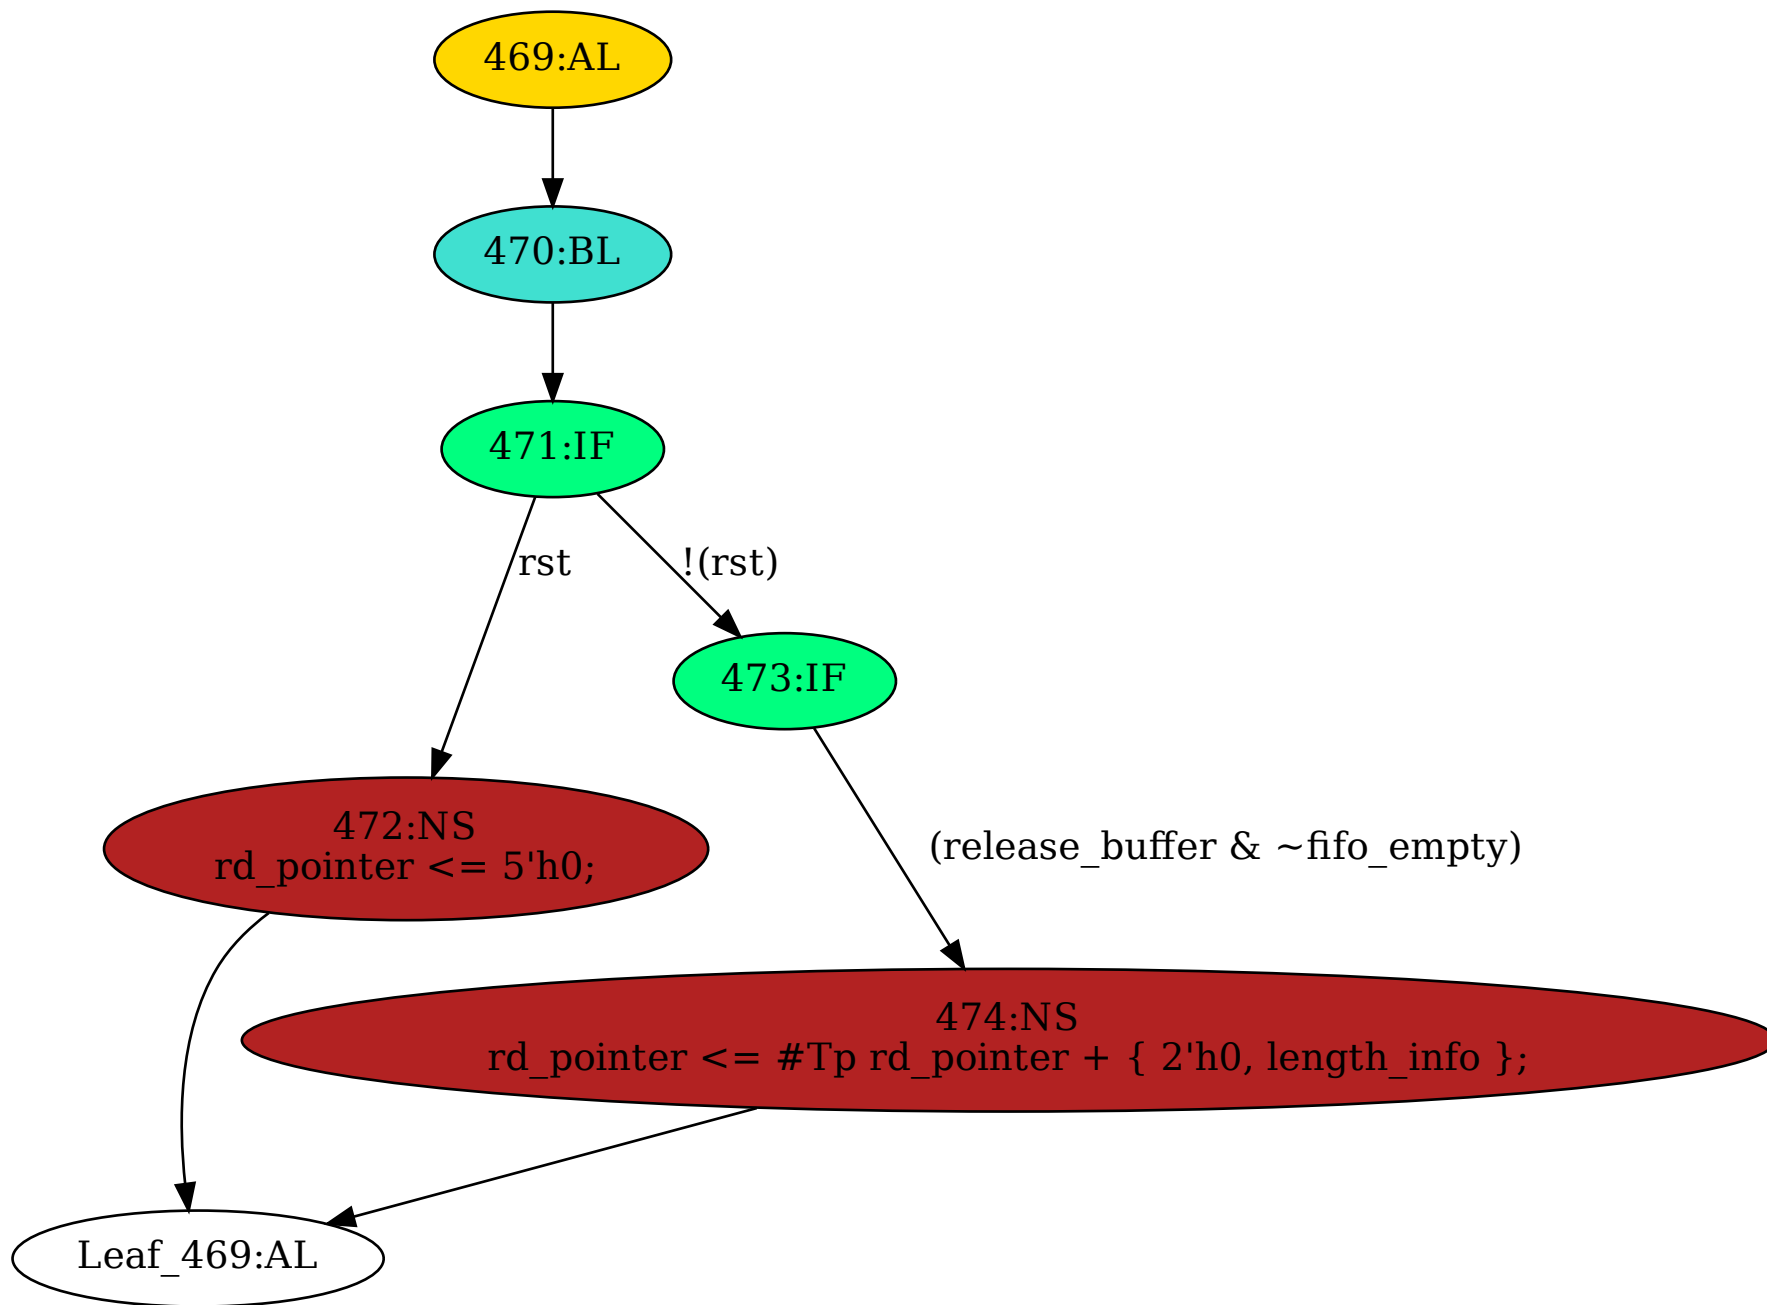 469:AL
470:BL
471:IF
rst
!(rst)
473:IF
472:NS
rd_pointer <= 5'h0;
(release_buffer & ~fifo_empty)
474:NS
rd_pointer <= #Tp rd_pointer + { 2'h0, length_info };
Leaf_469:AL